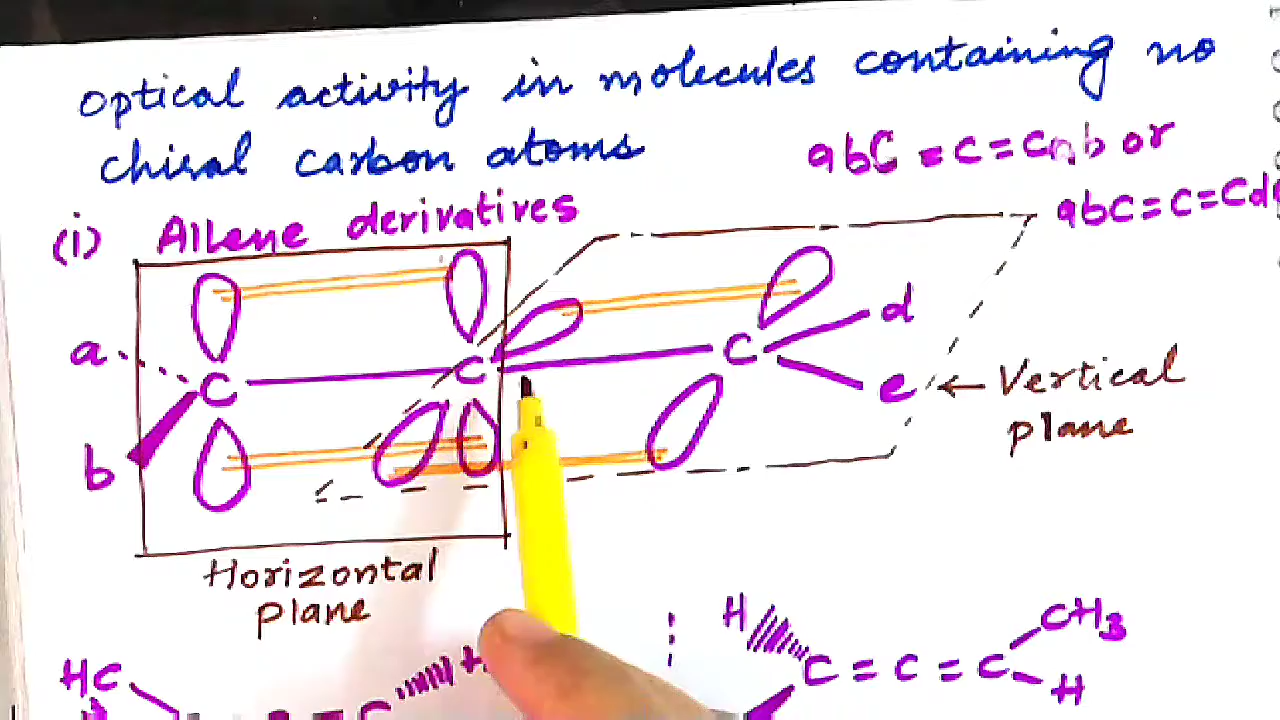 Optical activity in molecules containing no
chiral carbon atoms
abC = C = Cab or
(i) Allene derivatives
abC = C = Cd
a
C
C
C
d
b
e
← Vertical
plane
Horizontal
plane
H
CH3
HC
C = C = C
H